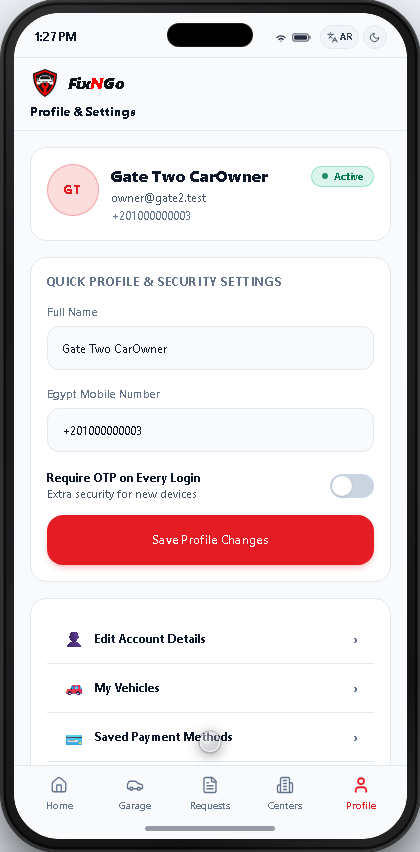 1:27 PM
AR
FixNGo
Profile & Settings
GT
Gate Two CarOwner
Active
owner@gate2.test
+201000000003
QUICK PROFILE & SECURITY SETTINGS
Full Name
Gate Two CarOwner
Egypt Mobile Number
+201000000003
Require OTP on Every Login
Extra security for new devices
Save Profile Changes
Edit Account Details
My Vehicles
Saved Payment Methods
Home
Garage
Requests
Centers
Profile